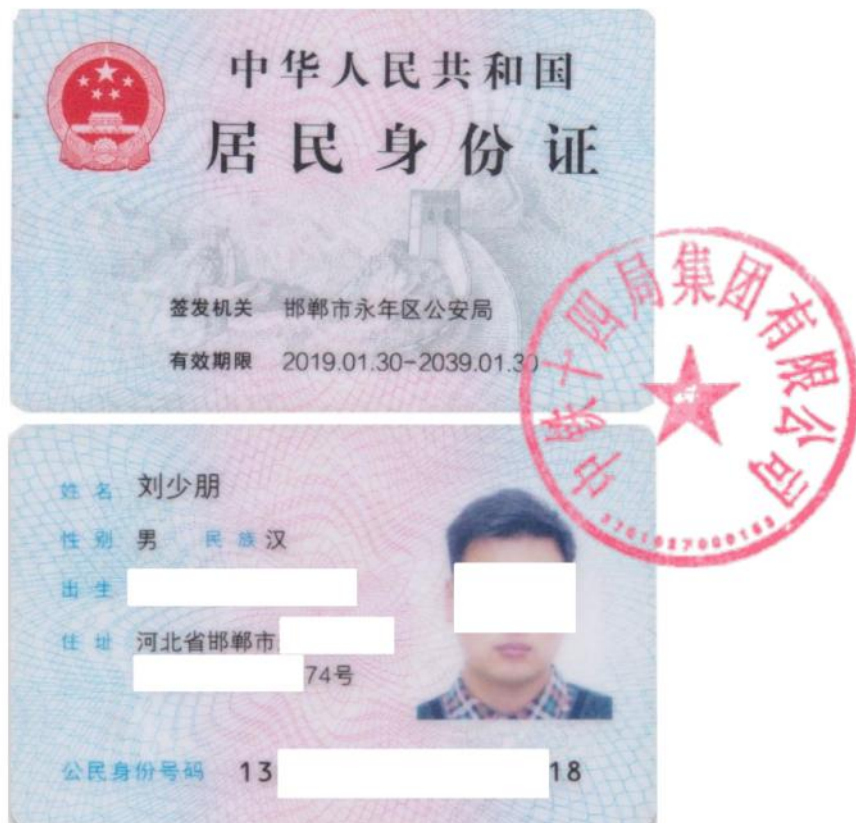 中华人民共和国
居民身份证
签发机关 邯郸市永年区公安局
有效期限 2019.01.30-2039.01.30
中铁十四局集团有限公司
姓名 刘少朋
性别 男 民族 汉
出生
住址 河北省邯郸市
74号
公民身份号码 13 18